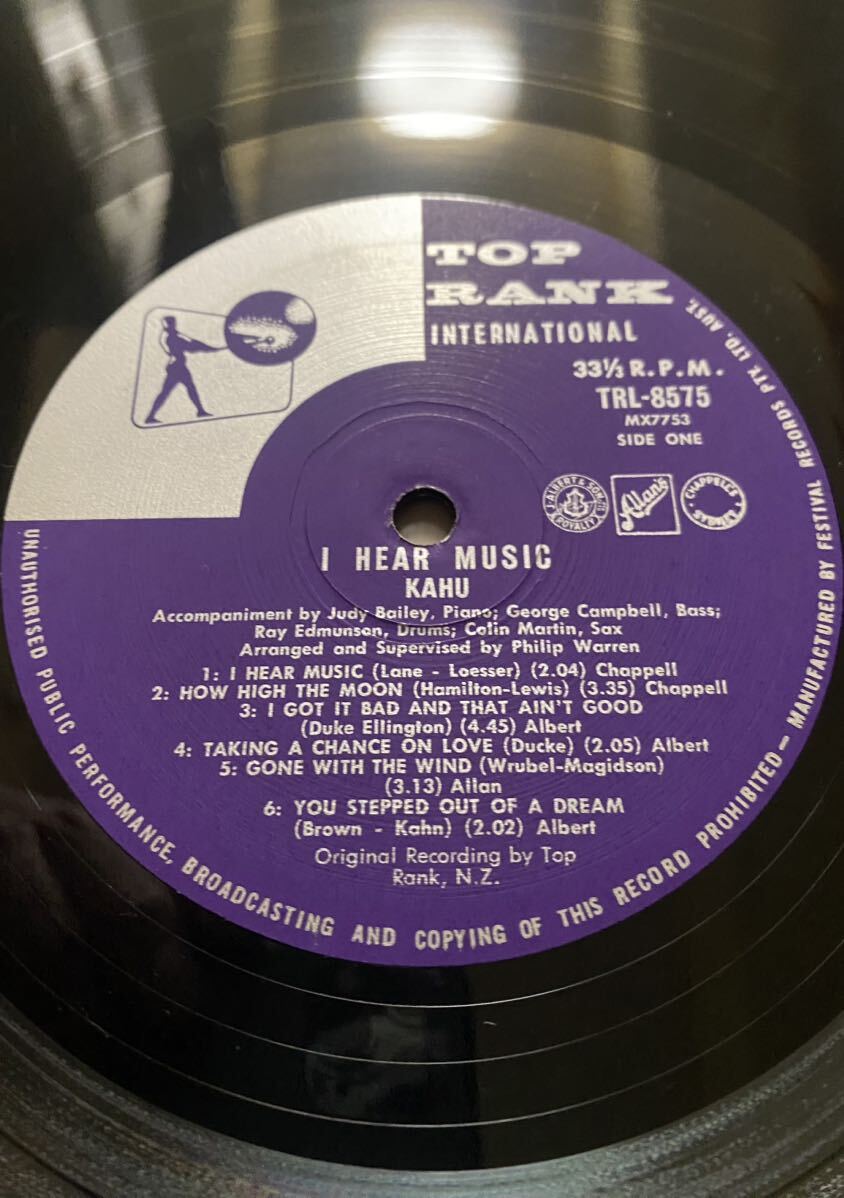 TOP
RANK
INTERNATIONAL
33⅓ R.P.M.
TRL-8575
MX7753
SIDE ONE
J. ALBERT & SON
ROYALTY
Allans
CHAPPELL'S
I HEAR MUSIC
KAHU
Accompaniment by Judy Bailey, Piano; George Campbell, Bass;
Ray Edmunson, Drums; Colin Martin, Sax
Arranged and Supervised by Philip Warren
1: I HEAR MUSIC (Lane - Loesser) (2.04) Chappell
2: HOW HIGH THE MOON (Hamilton-Lewis) (3.35) Chappell
3: I GOT IT BAD AND THAT AIN'T GOOD
(Duke Ellington) (4.45) Albert
4: TAKING A CHANCE ON LOVE (Ducke) (2.05) Albert
5: GONE WITH THE WIND (Wrubel-Magidson)
(3.13) Allan
6: YOU STEPPED OUT OF A DREAM
(Brown - Kahn) (2.02) Albert
Original Recording by Top
Rank, N.Z.
UNAUTHORISED PUBLIC PERFORMANCE, BROADCASTING AND COPYING OF THIS RECORD PROHIBITED — MANUFACTURED BY FESTIVAL RECORDS PTY. LTD. AUST.